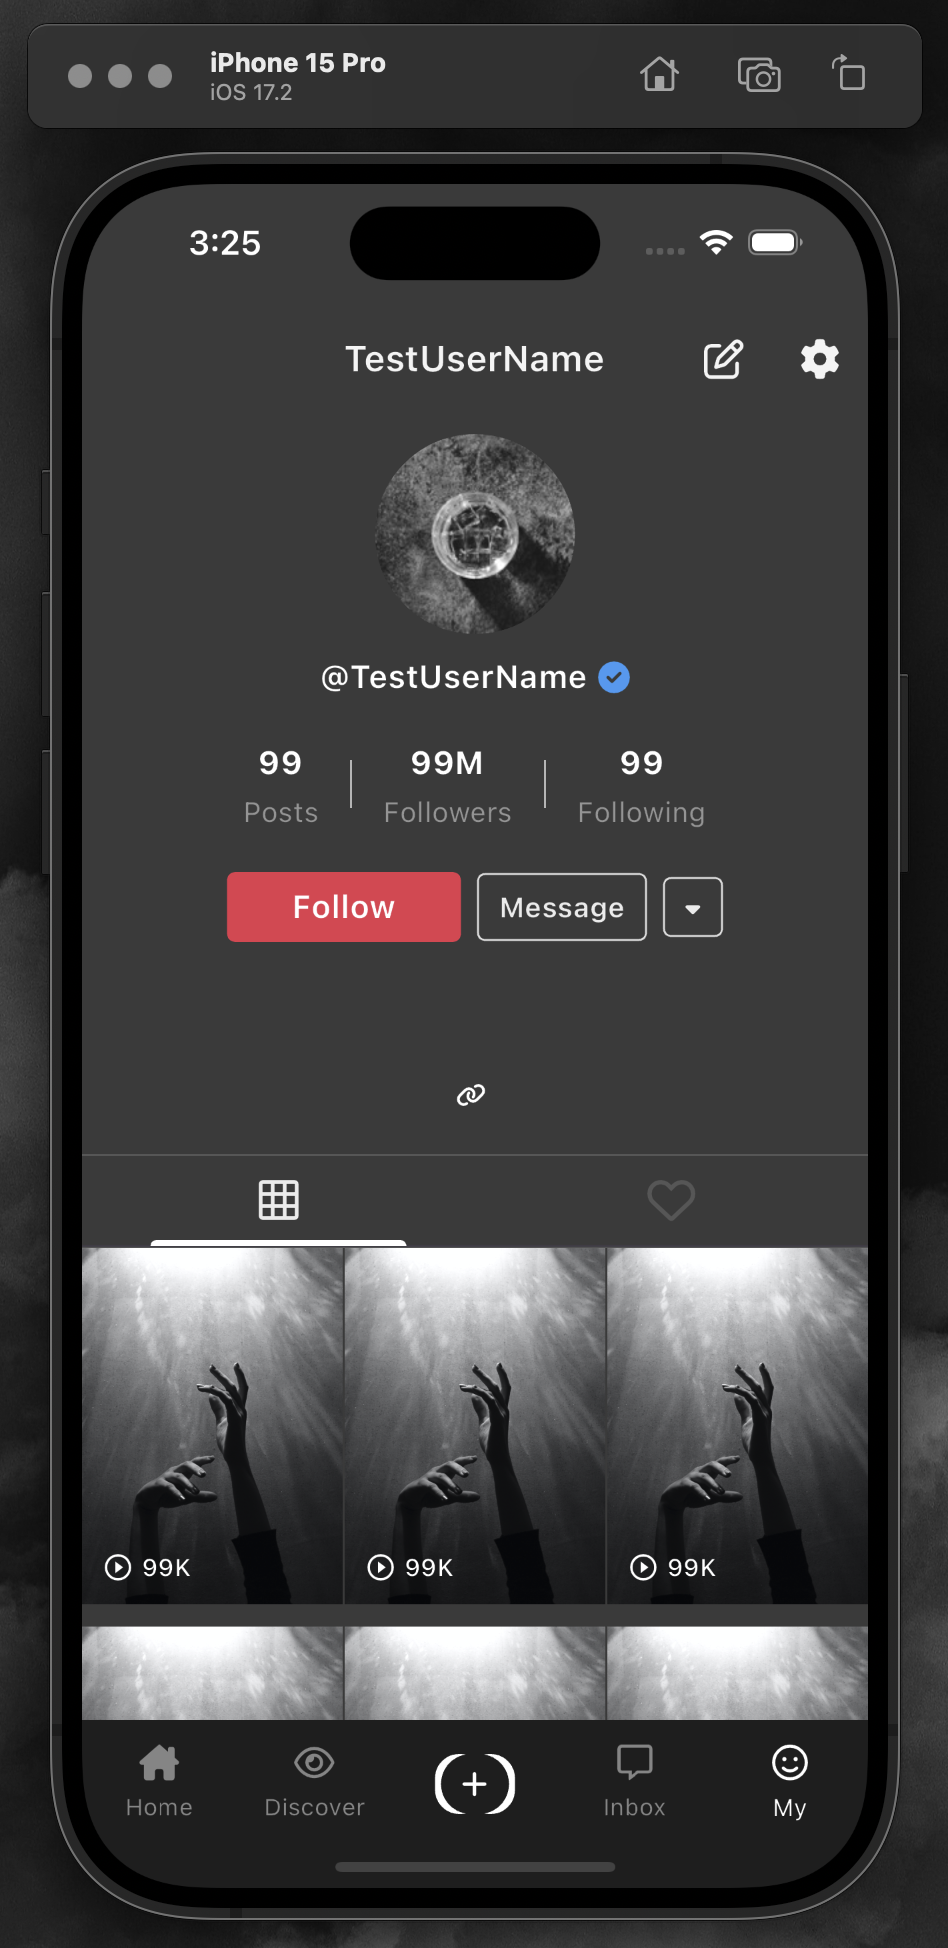 iPhone 15 Pro
iOS 17.2
3:25
TestUserName
@TestUserName
99 99M 99
Posts Followers Following
Follow Message
99K 99K 99K
Home Discover Inbox My